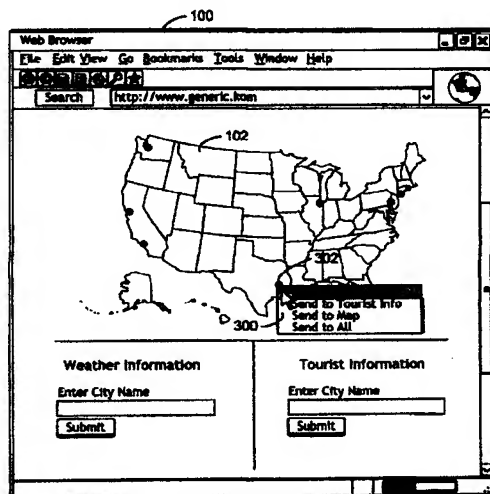 100
Web Browser
File Edit View Go Bookmarks Tools Window Help
Search http://www.generic.kom
102
302
Send to Tourist Info
Send to Map
Send to All
300
Weather Information Tourist Information
Enter City Name Enter City Name
Submit Submit